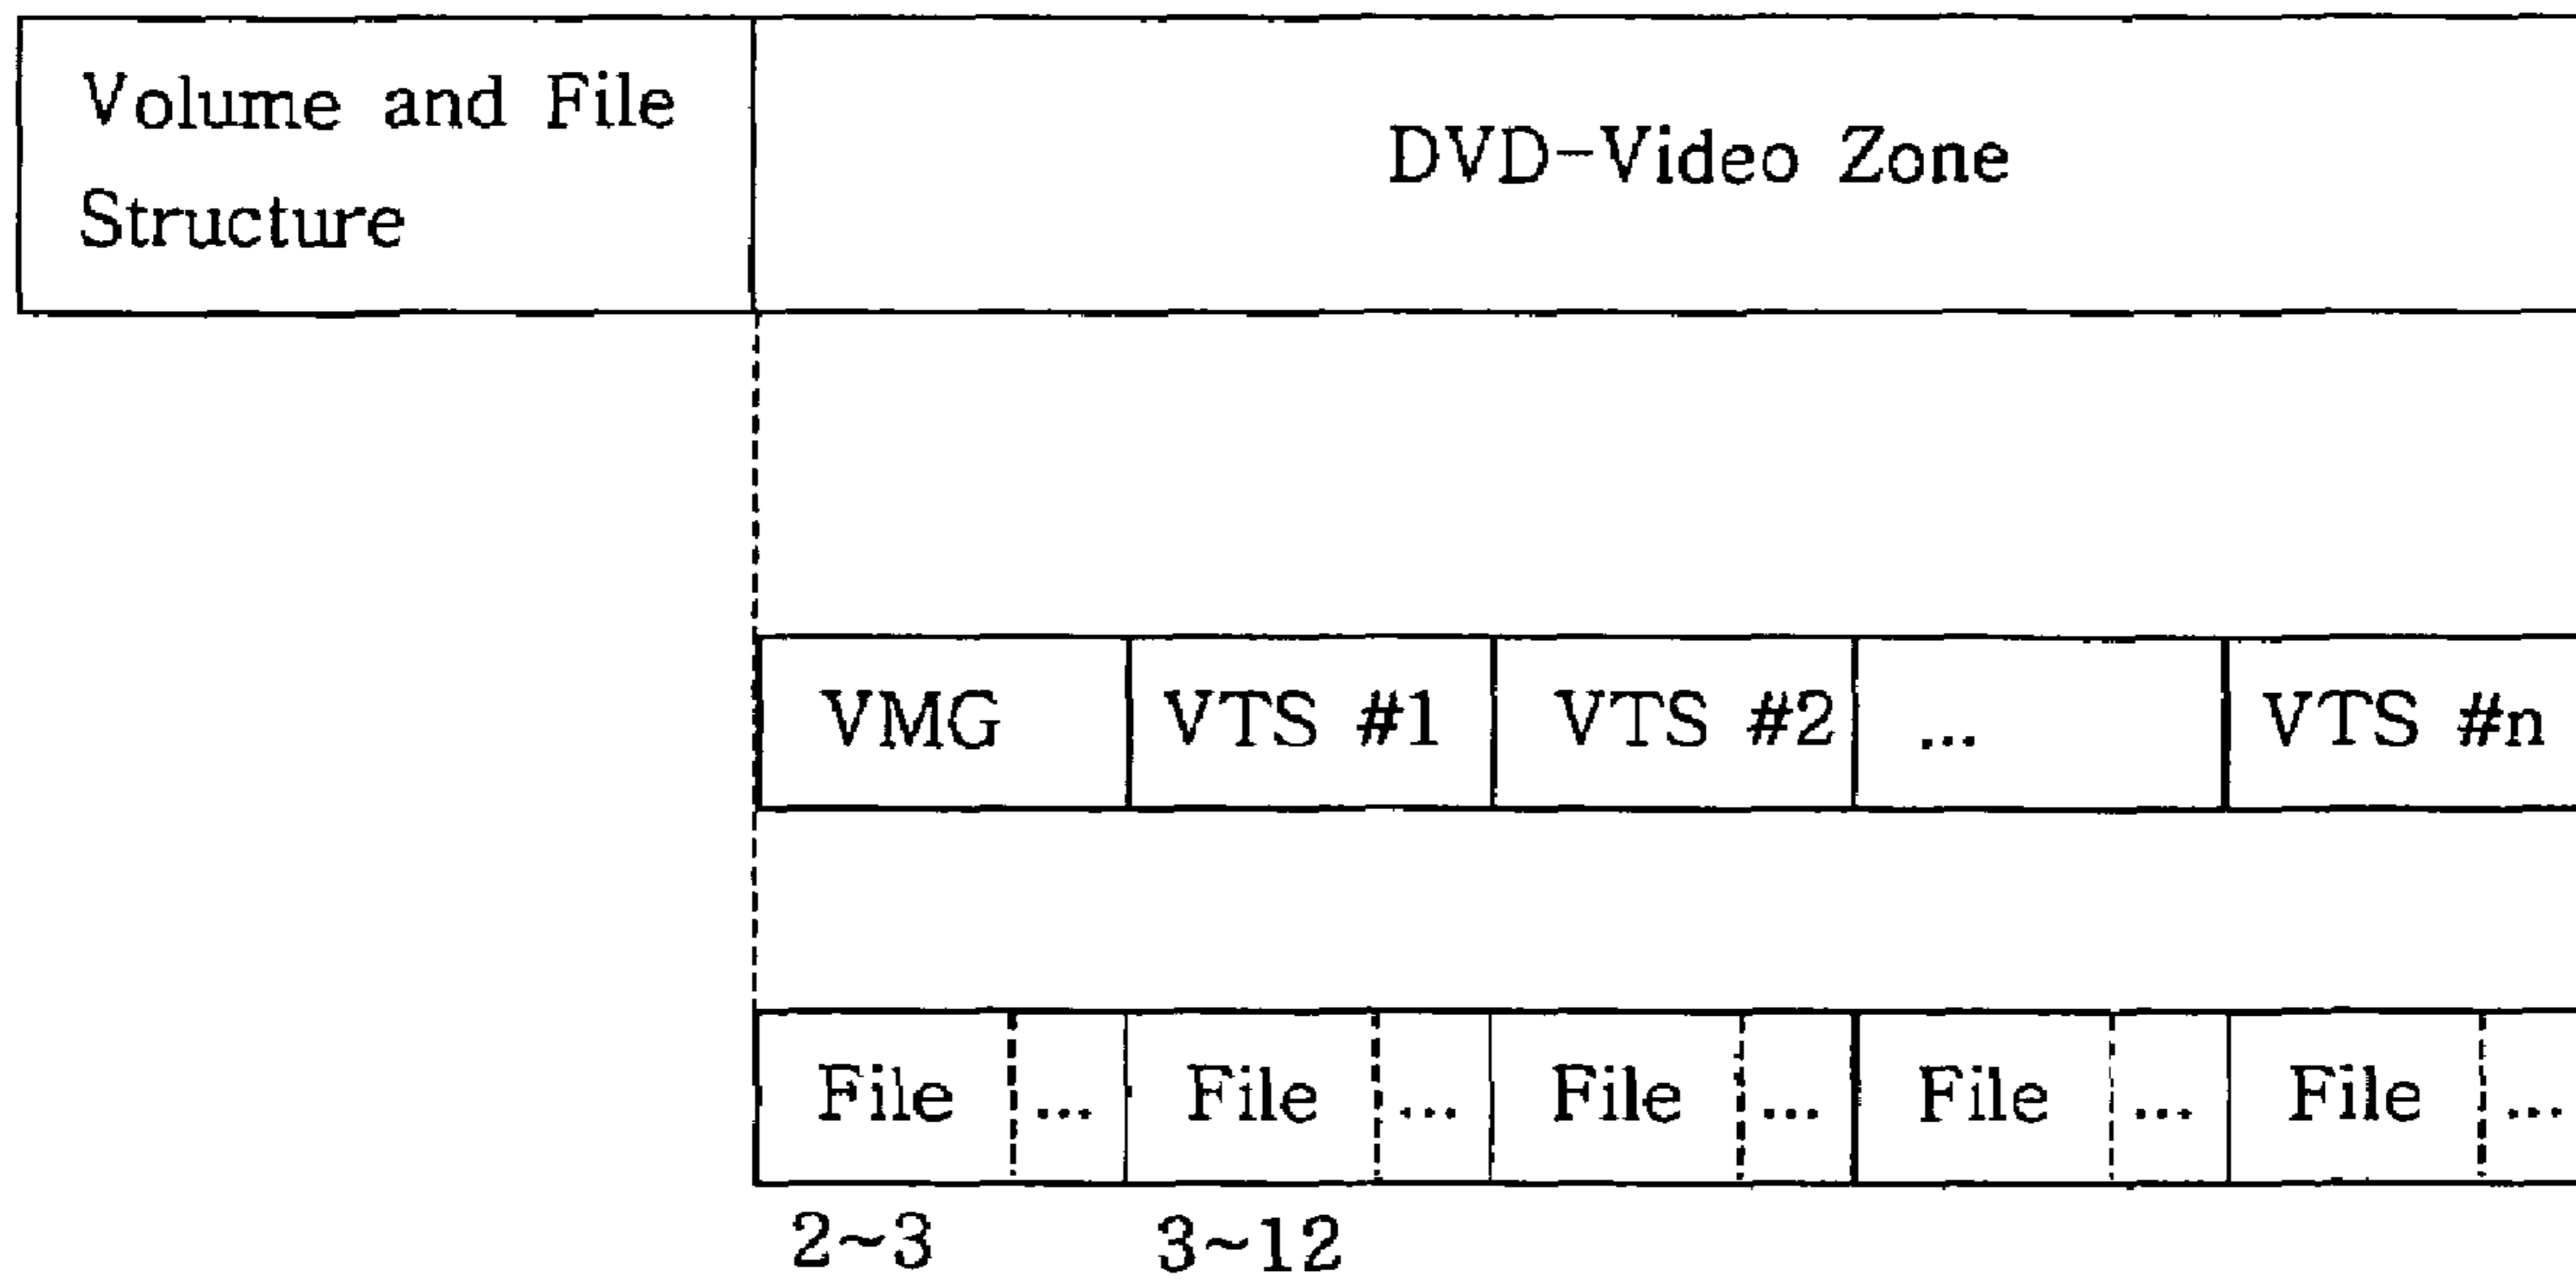 Volume and File
Structure
DVD-Video Zone
VMG
VTS #1
VTS #2
...
VTS #n
File ... File ... File ... File ... File ...
2~3
3~12